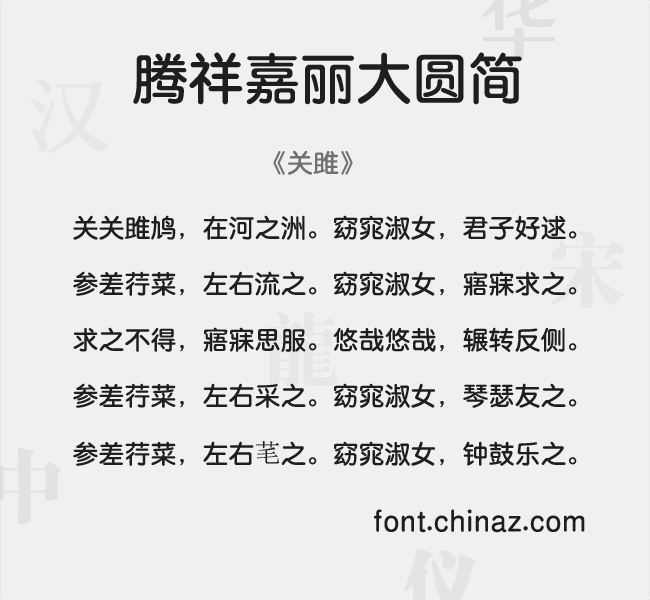 华
汉
腾祥嘉丽大圆简
《关雎》
关关雎鸠，在河之洲。窈窕淑女，君子好逑。
宋
参差荇菜，左右流之。窈窕淑女，寤寐求之。
龍
求之不得，寤寐思服。悠哉悠哉，辗转反侧。
参差荇菜，左右采之。窈窕淑女，琴瑟友之。
参差荇菜，左右芼之。窈窕淑女，钟鼓乐之。
中
font.chinaz.com
仪